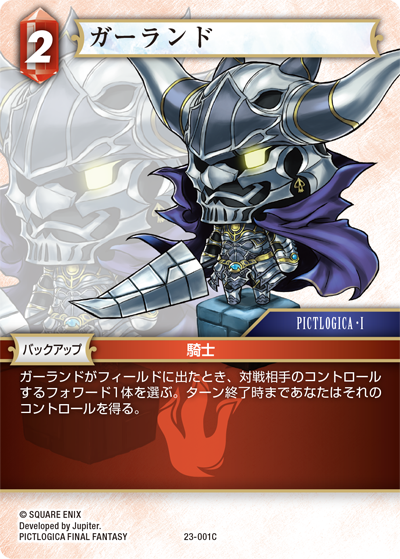 2
ガーランド
PICTLOGICA・I
バックアップ
騎士
ガーランドがフィールドに出たとき、対戦相手のコントロール
するフォワード1体を選ぶ。ターン終了時まであなたはそれの
コントロールを得る。
© SQUARE ENIX
Developed by Jupiter.
PICTLOGICA FINAL FANTASY
23-001C